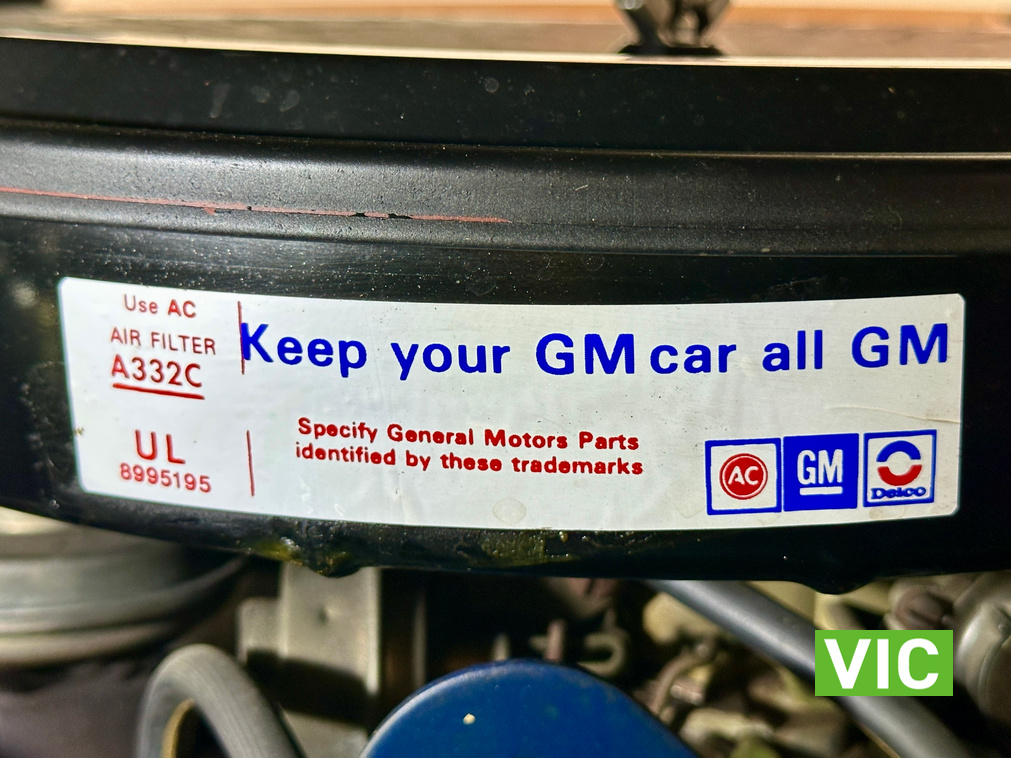 Use AC
AIR FILTER
A332C
UL
8995195
Keep your GM car all GM
Specify General Motors Parts
identified by these trademarks
AC
GM
Delco
VIC